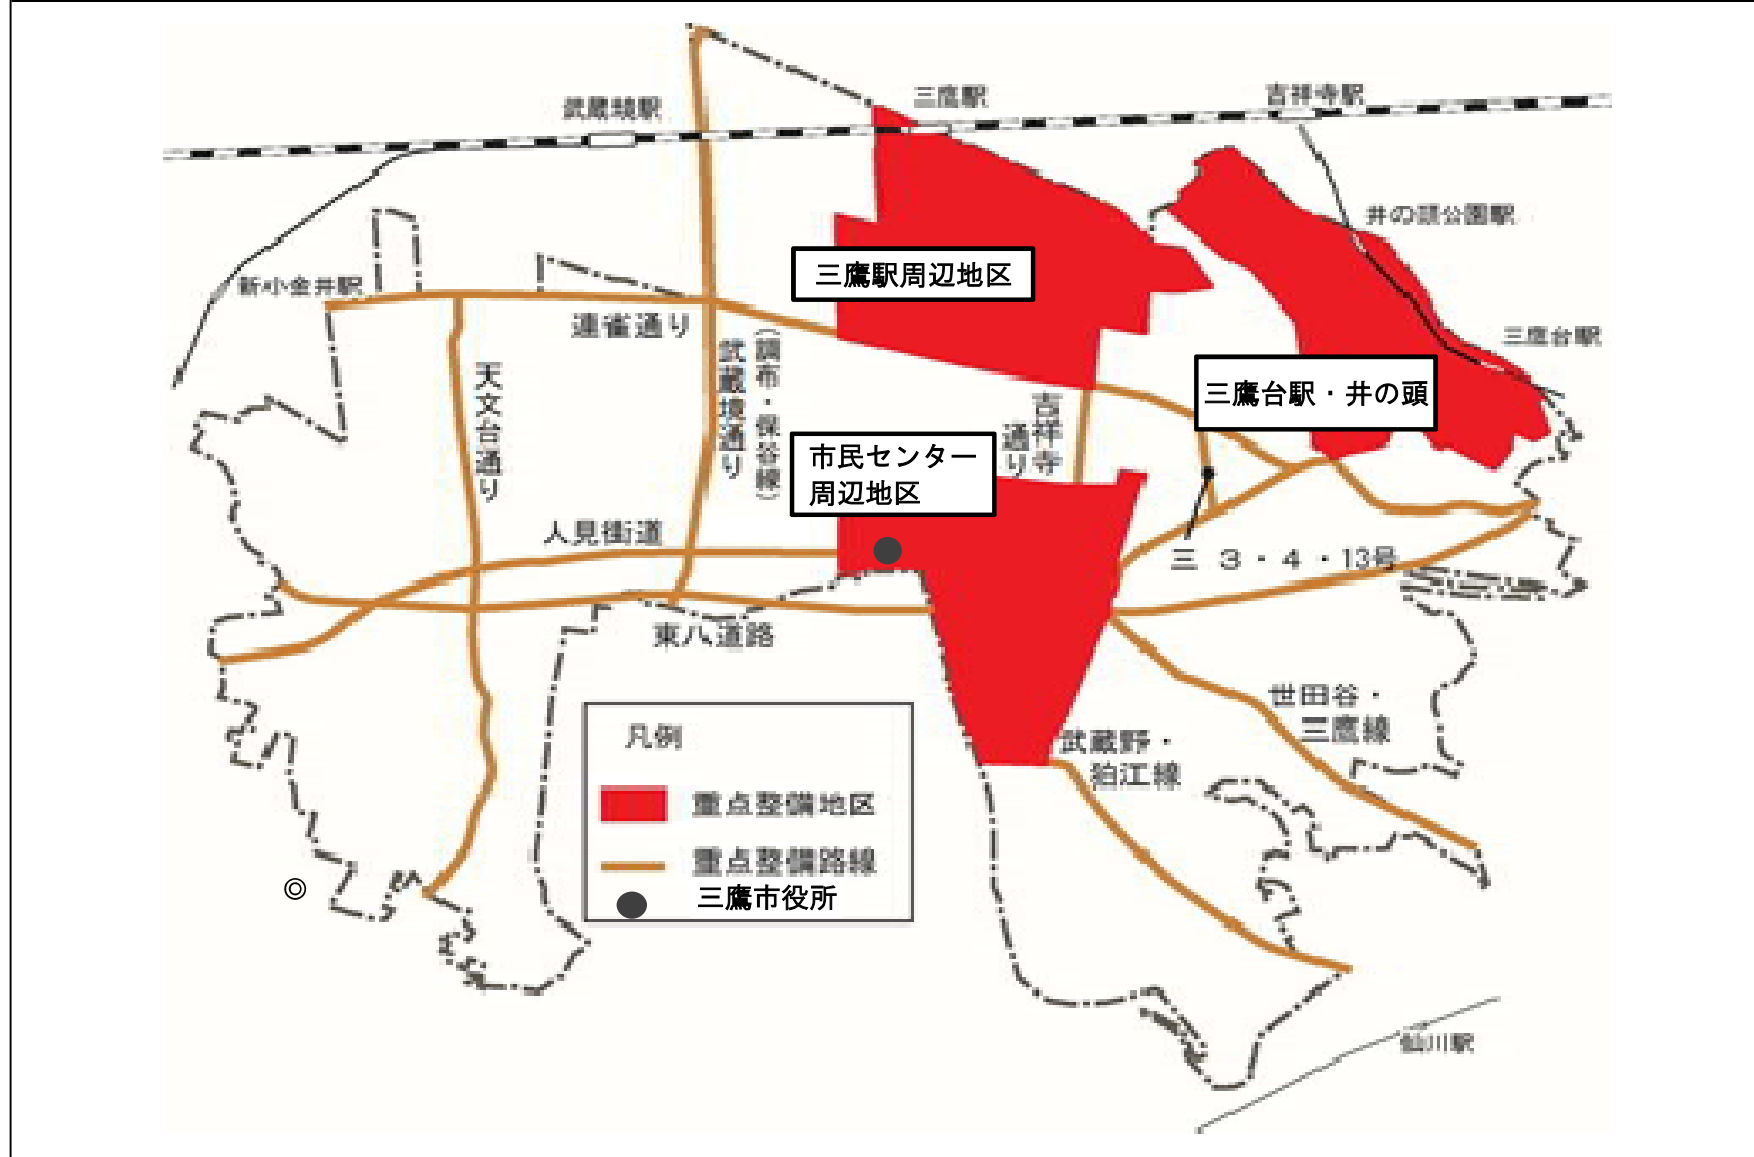 武蔵境駅
三鷹駅
吉祥寺駅
井の頭公園駅
新小金井駅
三鷹駅周辺地区
連雀通り
三鷹台駅
天文台通り
武蔵境通り
(調布・保谷線)
三鷹台駅・井の頭
吉祥寺
通り
市民センター
周辺地区
人見街道
三 3・4・13号
東八道路
世田谷・
三鷹線
武蔵野・
狛江線
凡例
重点整備地区
重点整備路線
三鷹市役所
仙川駅